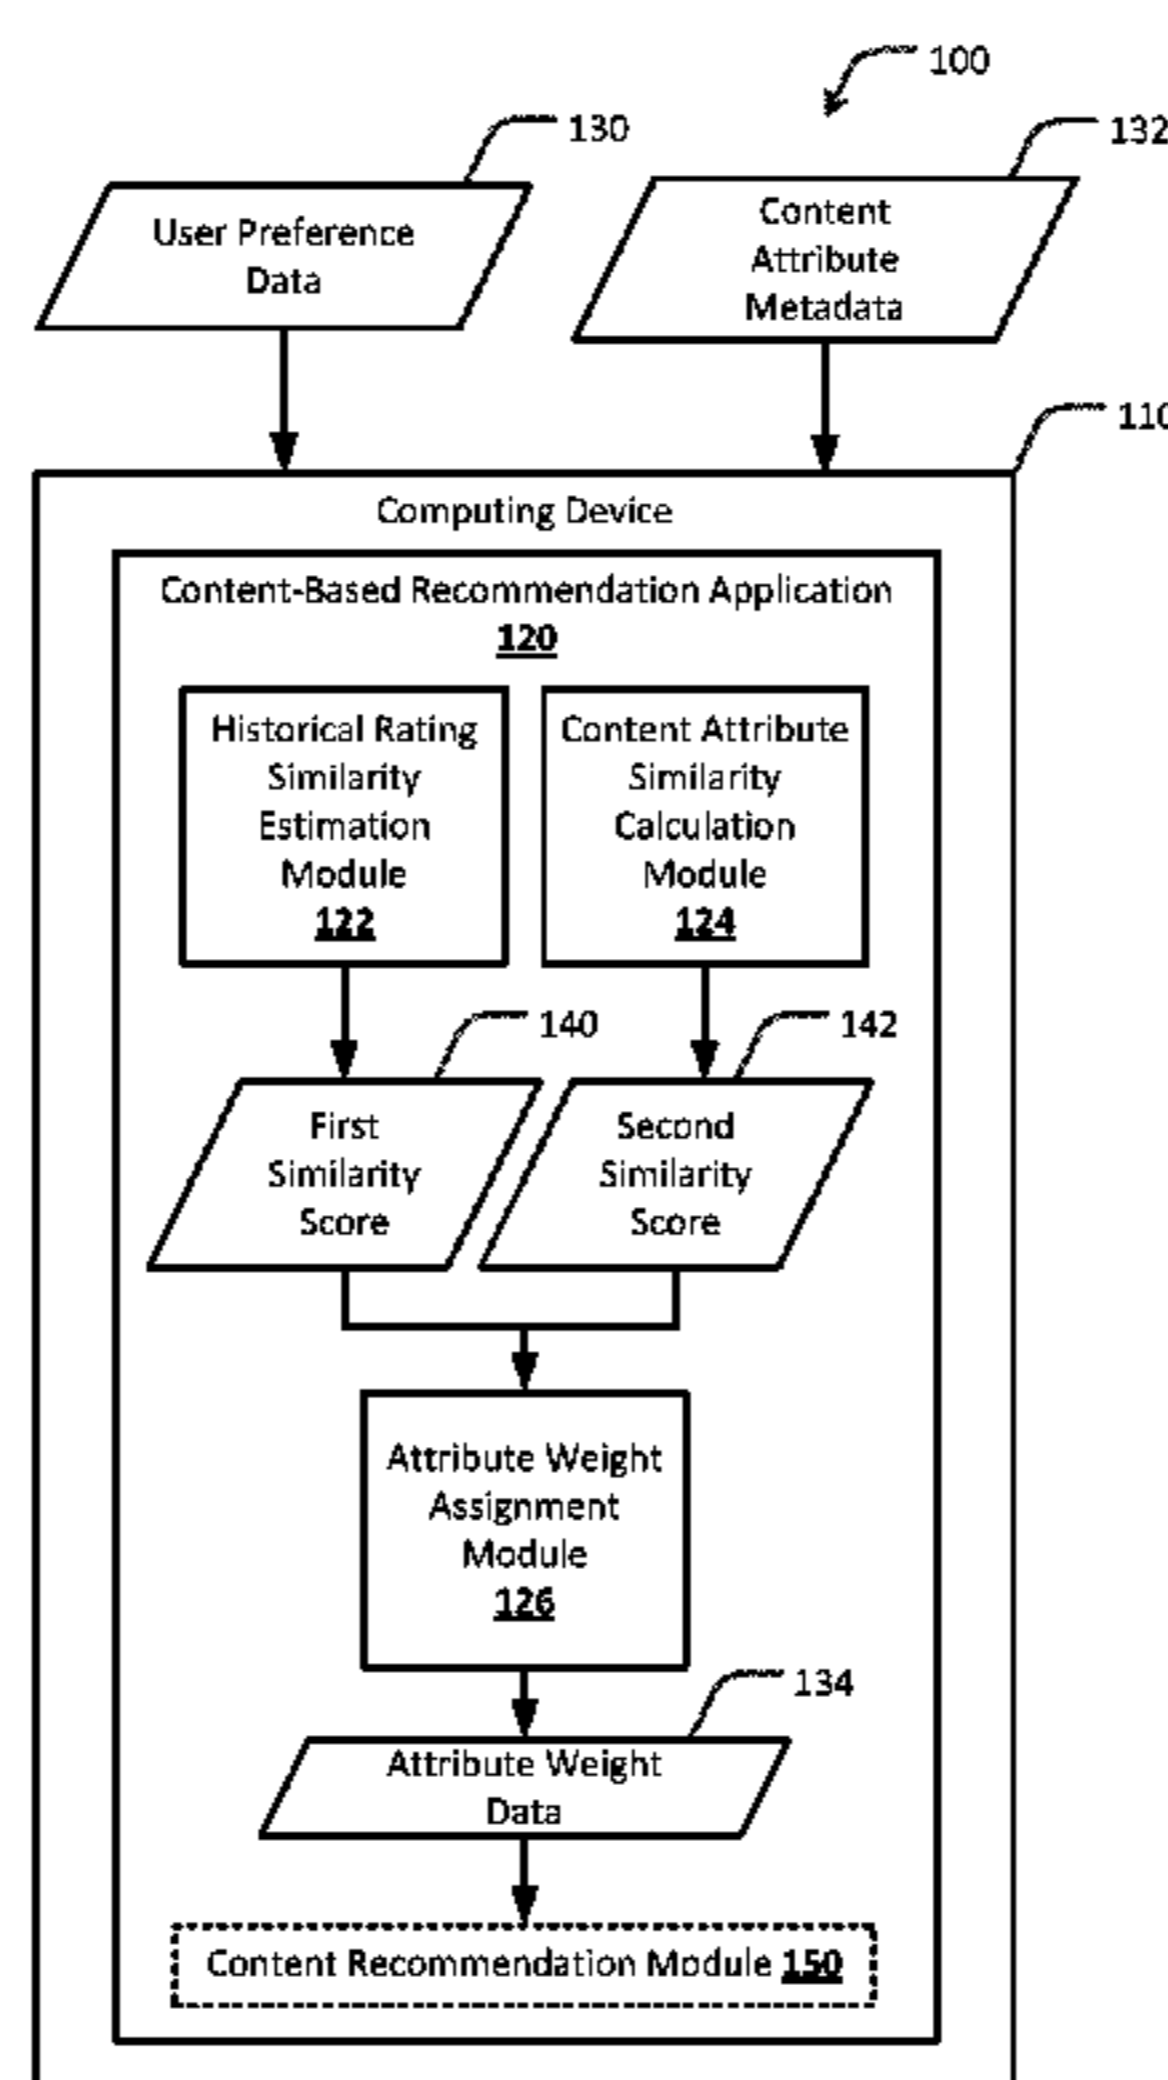 100
130
132
User Preference
Data
Content
Attribute
Metadata
110
Computing Device
Content-Based Recommendation Application
120
Historical Rating
Similarity
Estimation
Module
122
Content Attribute
Similarity
Calculation
Module
124
140
142
First
Similarity
Score
Second
Similarity
Score
Attribute Weight
Assignment
Module
126
134
Attribute Weight
Data
Content Recommendation Module 150